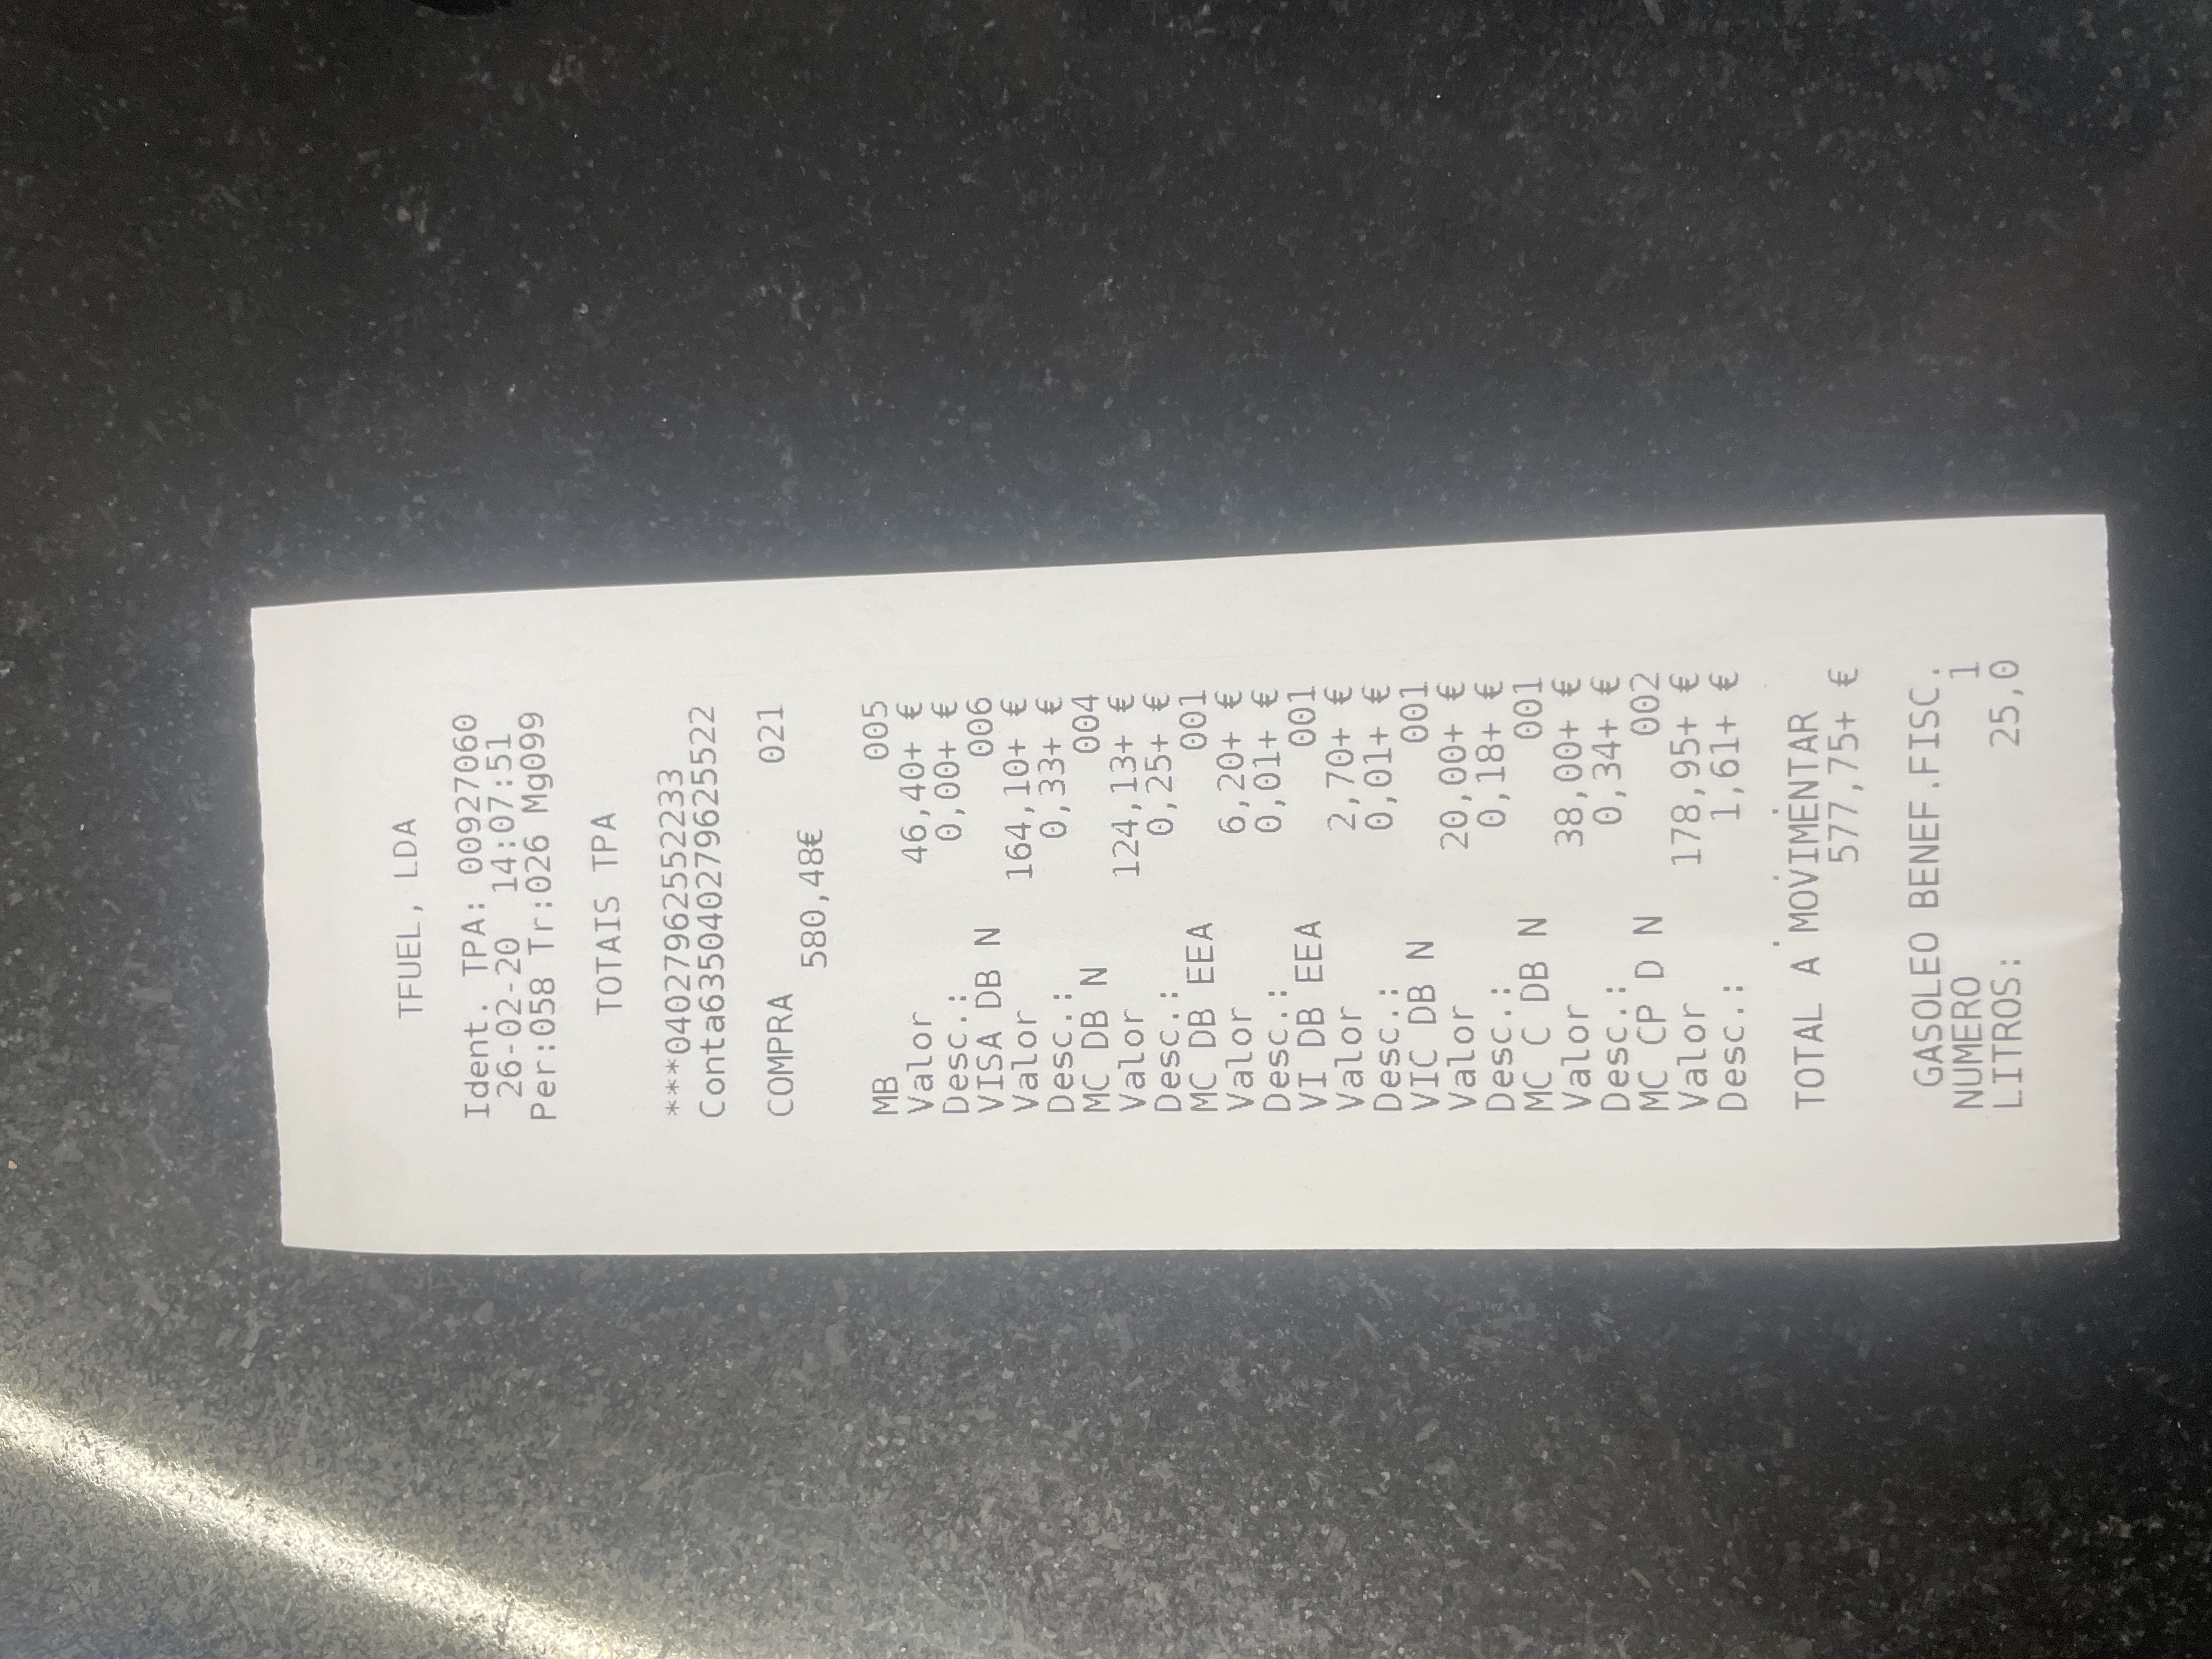 TFUEL, LDA
Ident. TPA: 0092​7060
26-02-20 14:07:51
Per:058 Tr:026 Mg099
TOTAIS TPA
***04027962552233
Conta6350402796255​22
COMPRA 021
580,48€
MB 005
Valor 46,40+ €
Desc.: 0,00+ €
VISA DB N 006
Valor 164,10+ €
Desc.: 0,33+ €
MC DB N 004
Valor 124,13+ €
Desc.: 0,25+ €
MC DB EEA 001
Valor 6,20+ €
Desc.: 0,01+ €
VI DB EEA 001
Valor 2,70+ €
Desc.: 0,01+ €
VIC DB N 001
Valor 20,00+ €
Desc.: 0,18+ €
MC C DB N 001
Valor 38,00+ €
Desc.: 0,34+ €
MC CP D N 002
Valor 178,95+ €
Desc.: 1,61+ €
TOTAL A MOVIMENTAR
577,75+ €
GASOLEO BENEF.FISC.
NUMERO 1
LITROS: 25,0